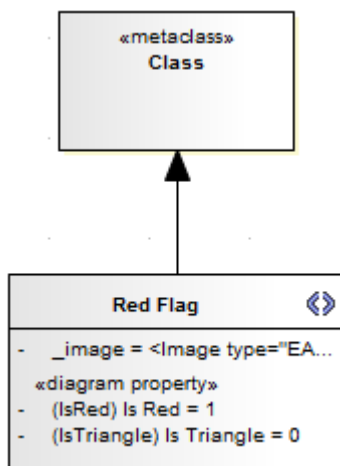 «metaclass»
Class
Red Flag
- _image = <Image type="EA...
«diagram property»
- (IsRed) Is Red = 1
- (IsTriangle) Is Triangle = 0